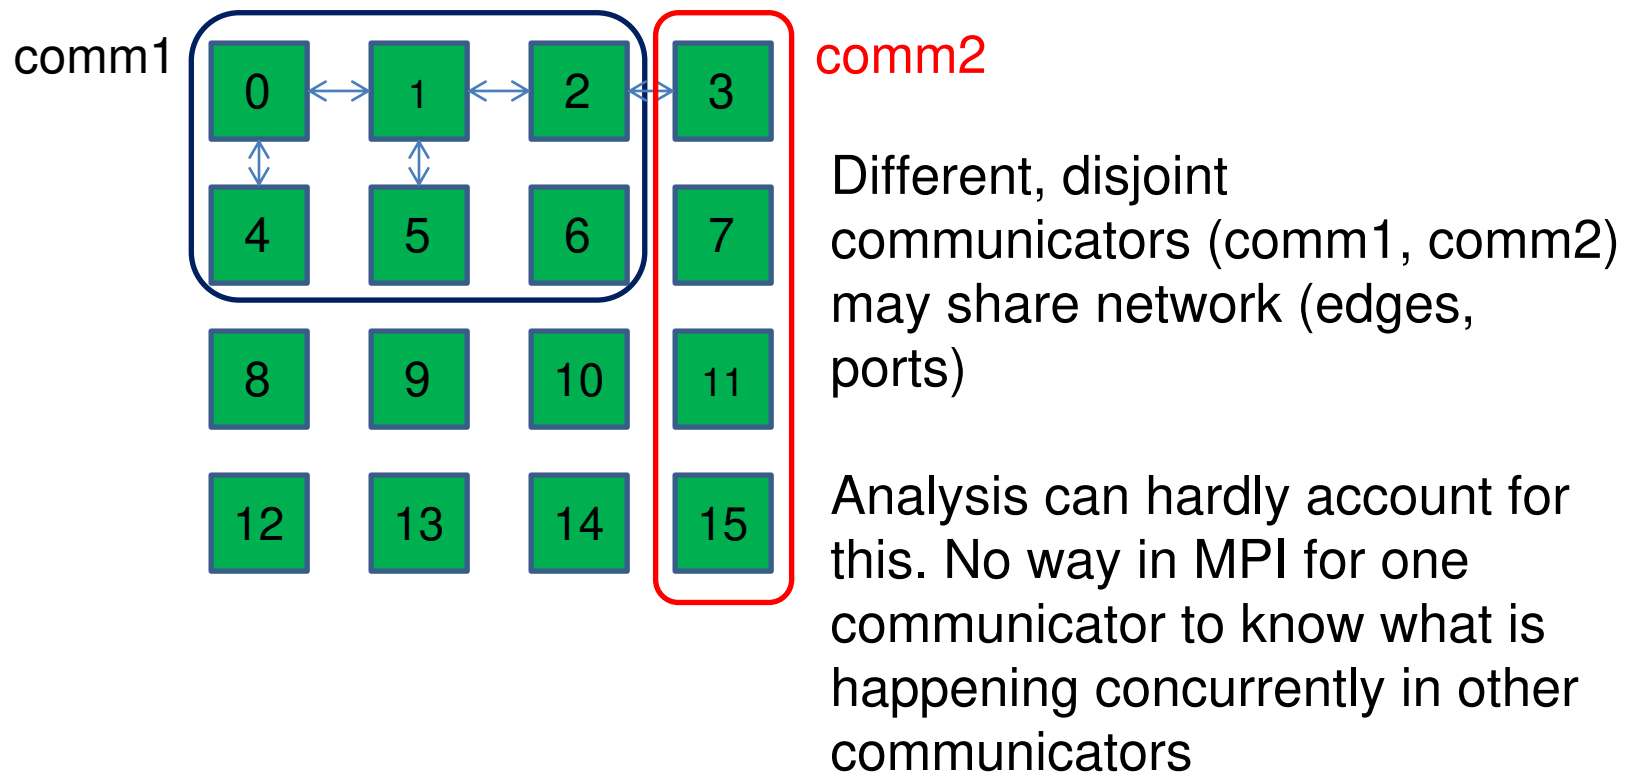 comm1
comm2
0 1 2 3
4 5 6 7
8 9 10 11
12 13 14 15
Different, disjoint
communicators (comm1, comm2)
may share network (edges,
ports)
Analysis can hardly account for
this. No way in MPI for one
communicator to know what is
happening concurrently in other
communicators